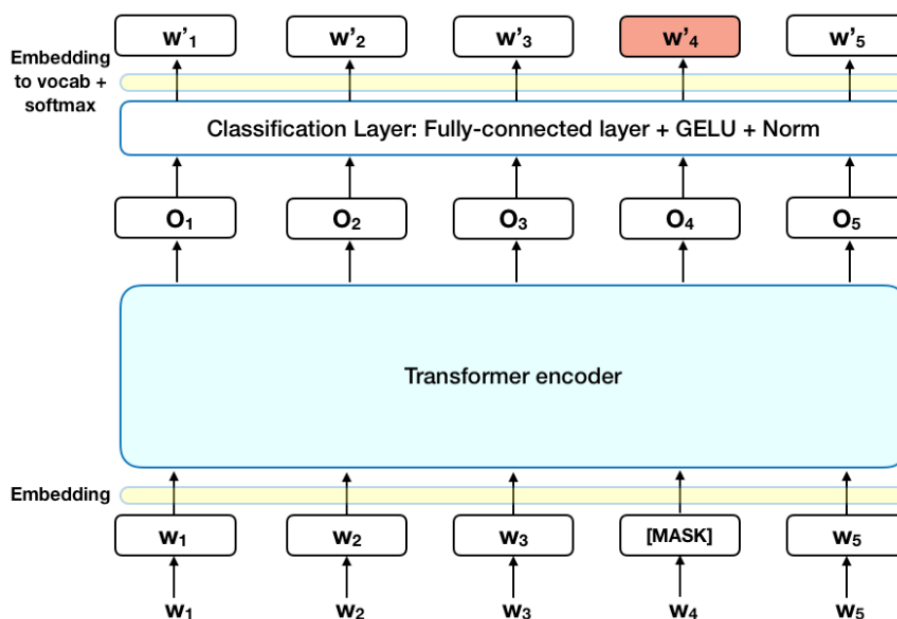 w'₁ w'₂ w'₃ w'₄ w'₅
Embedding
to vocab +
softmax
Classification Layer: Fully-connected layer + GELU + Norm
O₁ O₂ O₃ O₄ O₅
Transformer encoder
Embedding
w₁ w₂ w₃ [MASK] w₅
w₁ w₂ w₃ w₄ w₅